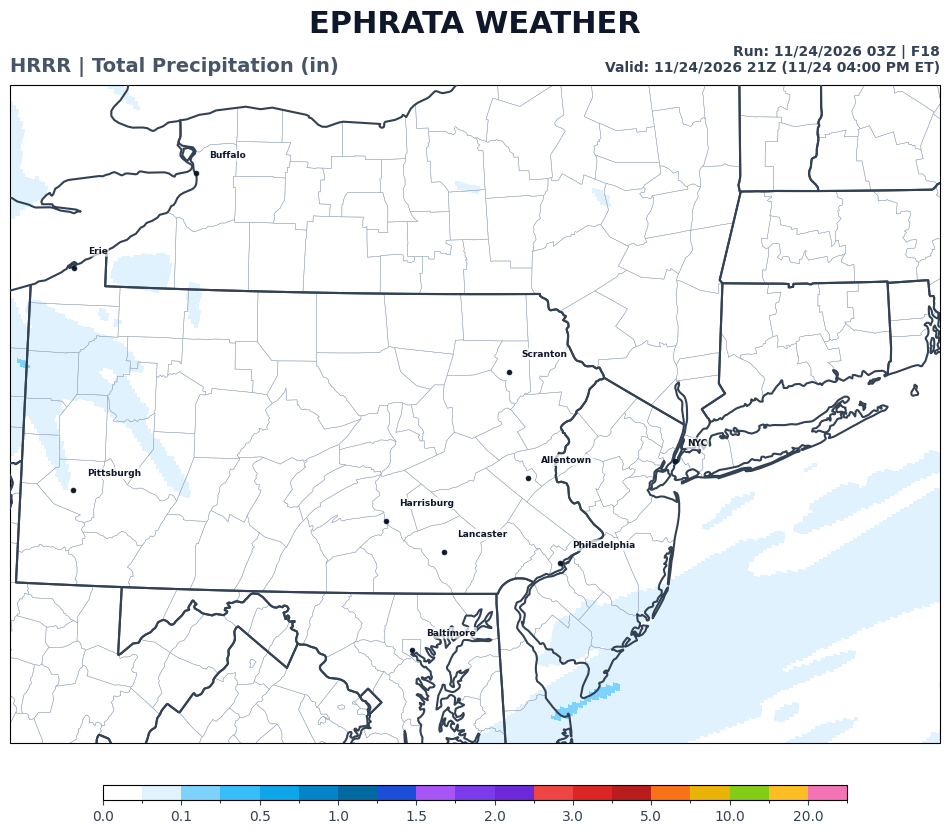 EPHRATA WEATHER
HRRR | Total Precipitation (in)
Run: 11/24/2026 03Z | F18
Valid: 11/24/2026 21Z (11/24 04:00 PM ET)
Buffalo
Erie
Scranton
NYC
Allentown
Pittsburgh
Harrisburg
Lancaster
Philadelphia
Baltimore
0.0 0.1 0.5 1.0 1.5 2.0 3.0 5.0 10.0 20.0